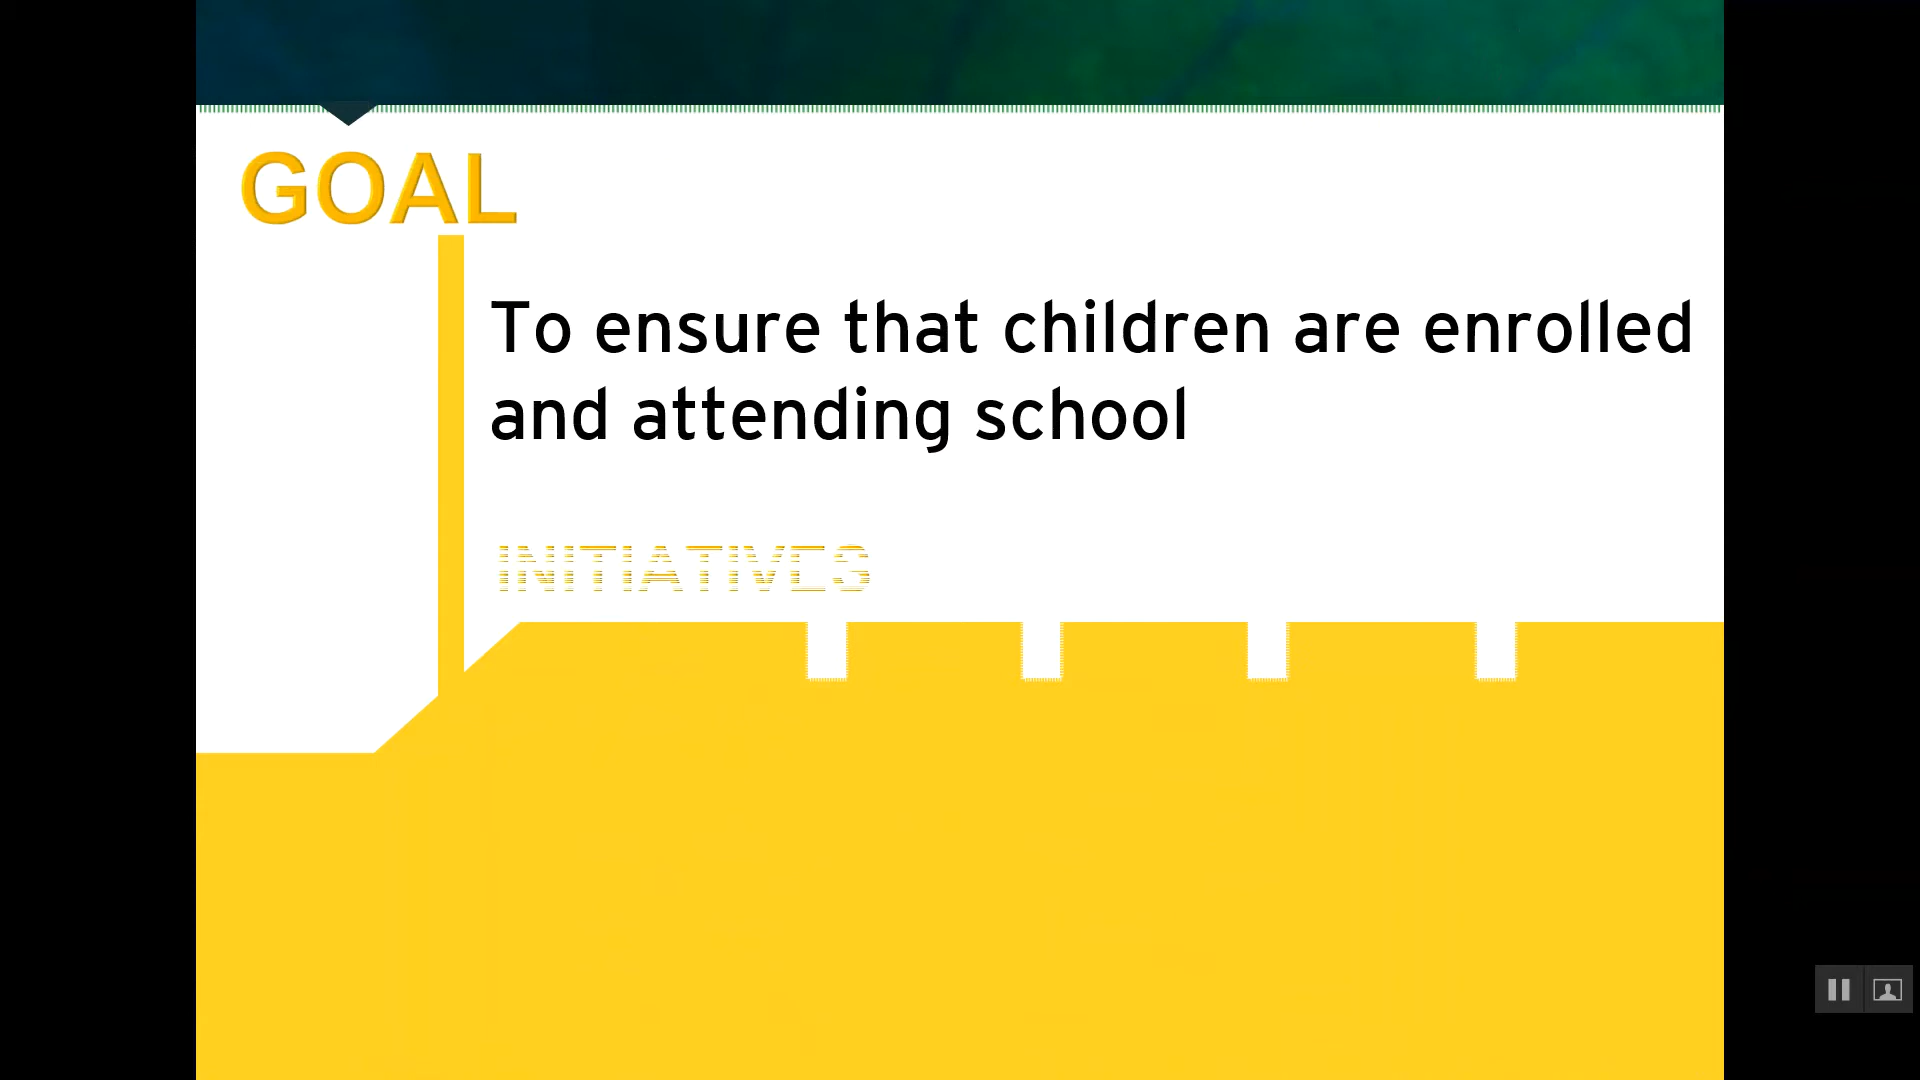 GOAL
To ensure that children are enrolled
and attending school
INITIATIVES